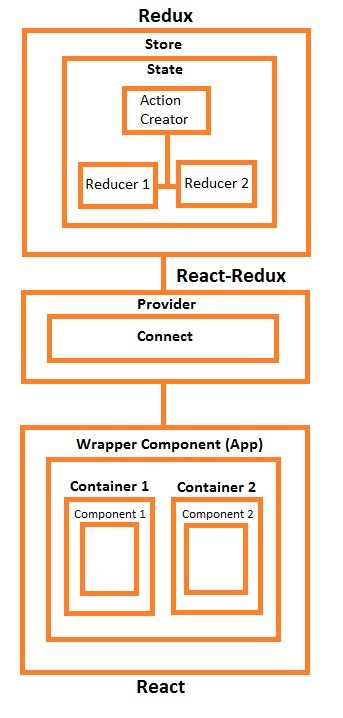 Redux
Store
State
Action
Creator
Reducer 1
Reducer 2
React-Redux
Provider
Connect
Wrapper Component (App)
Container 1
Container 2
Component 1
Component 2
React